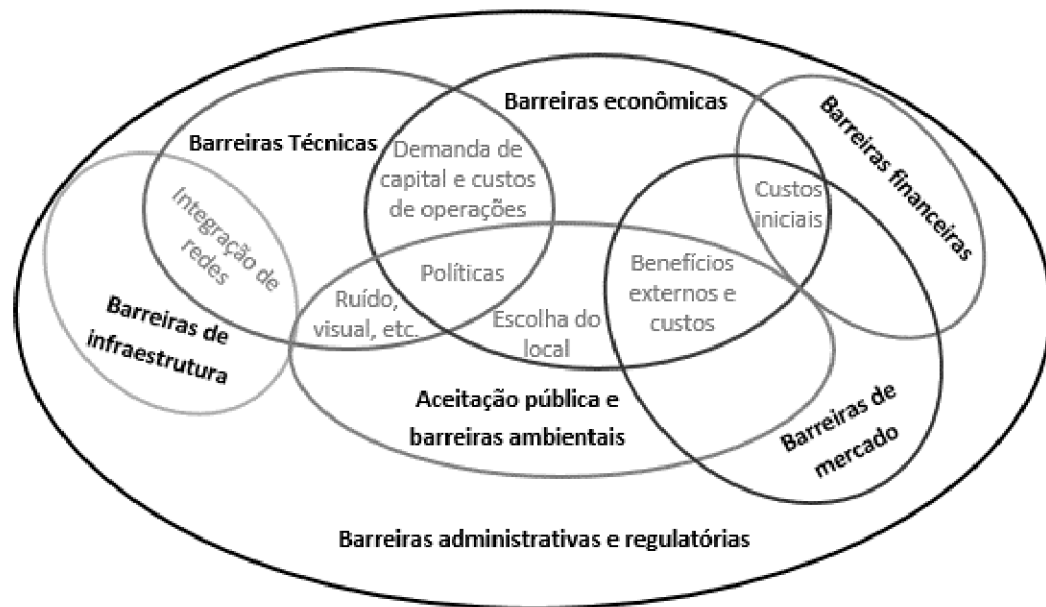 Barreiras econômicas
Barreiras Técnicas
Demanda de
capital e custos
de operações
Barreiras financeiras
Custos
iniciais
Integração de
redes
Políticas
Benefícios
externos e
custos
Ruído,
visual, etc.
Escolha do
local
Barreiras de
infraestrutura
Aceitação pública e
barreiras ambientais
Barreiras de
mercado
Barreiras administrativas e regulatórias